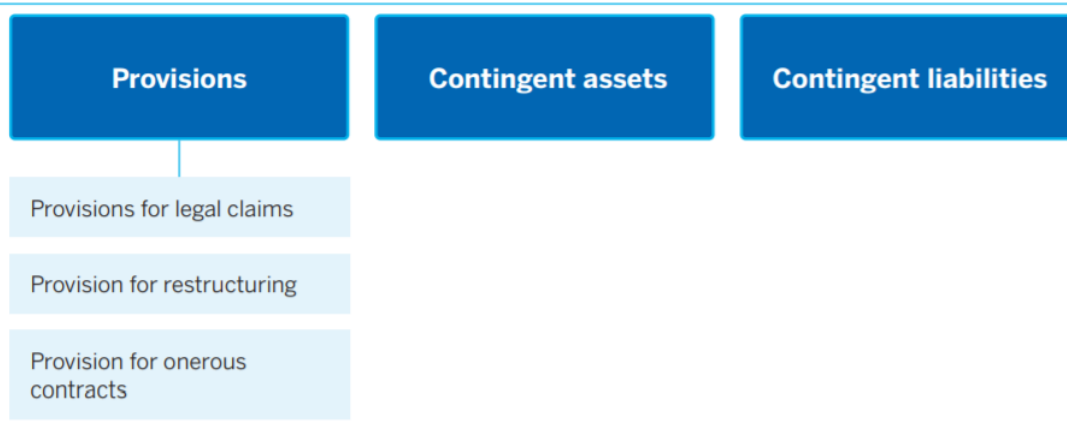 Provisions
Contingent assets
Contingent liabilities
Provisions for legal claims
Provision for restructuring
Provision for onerous
contracts